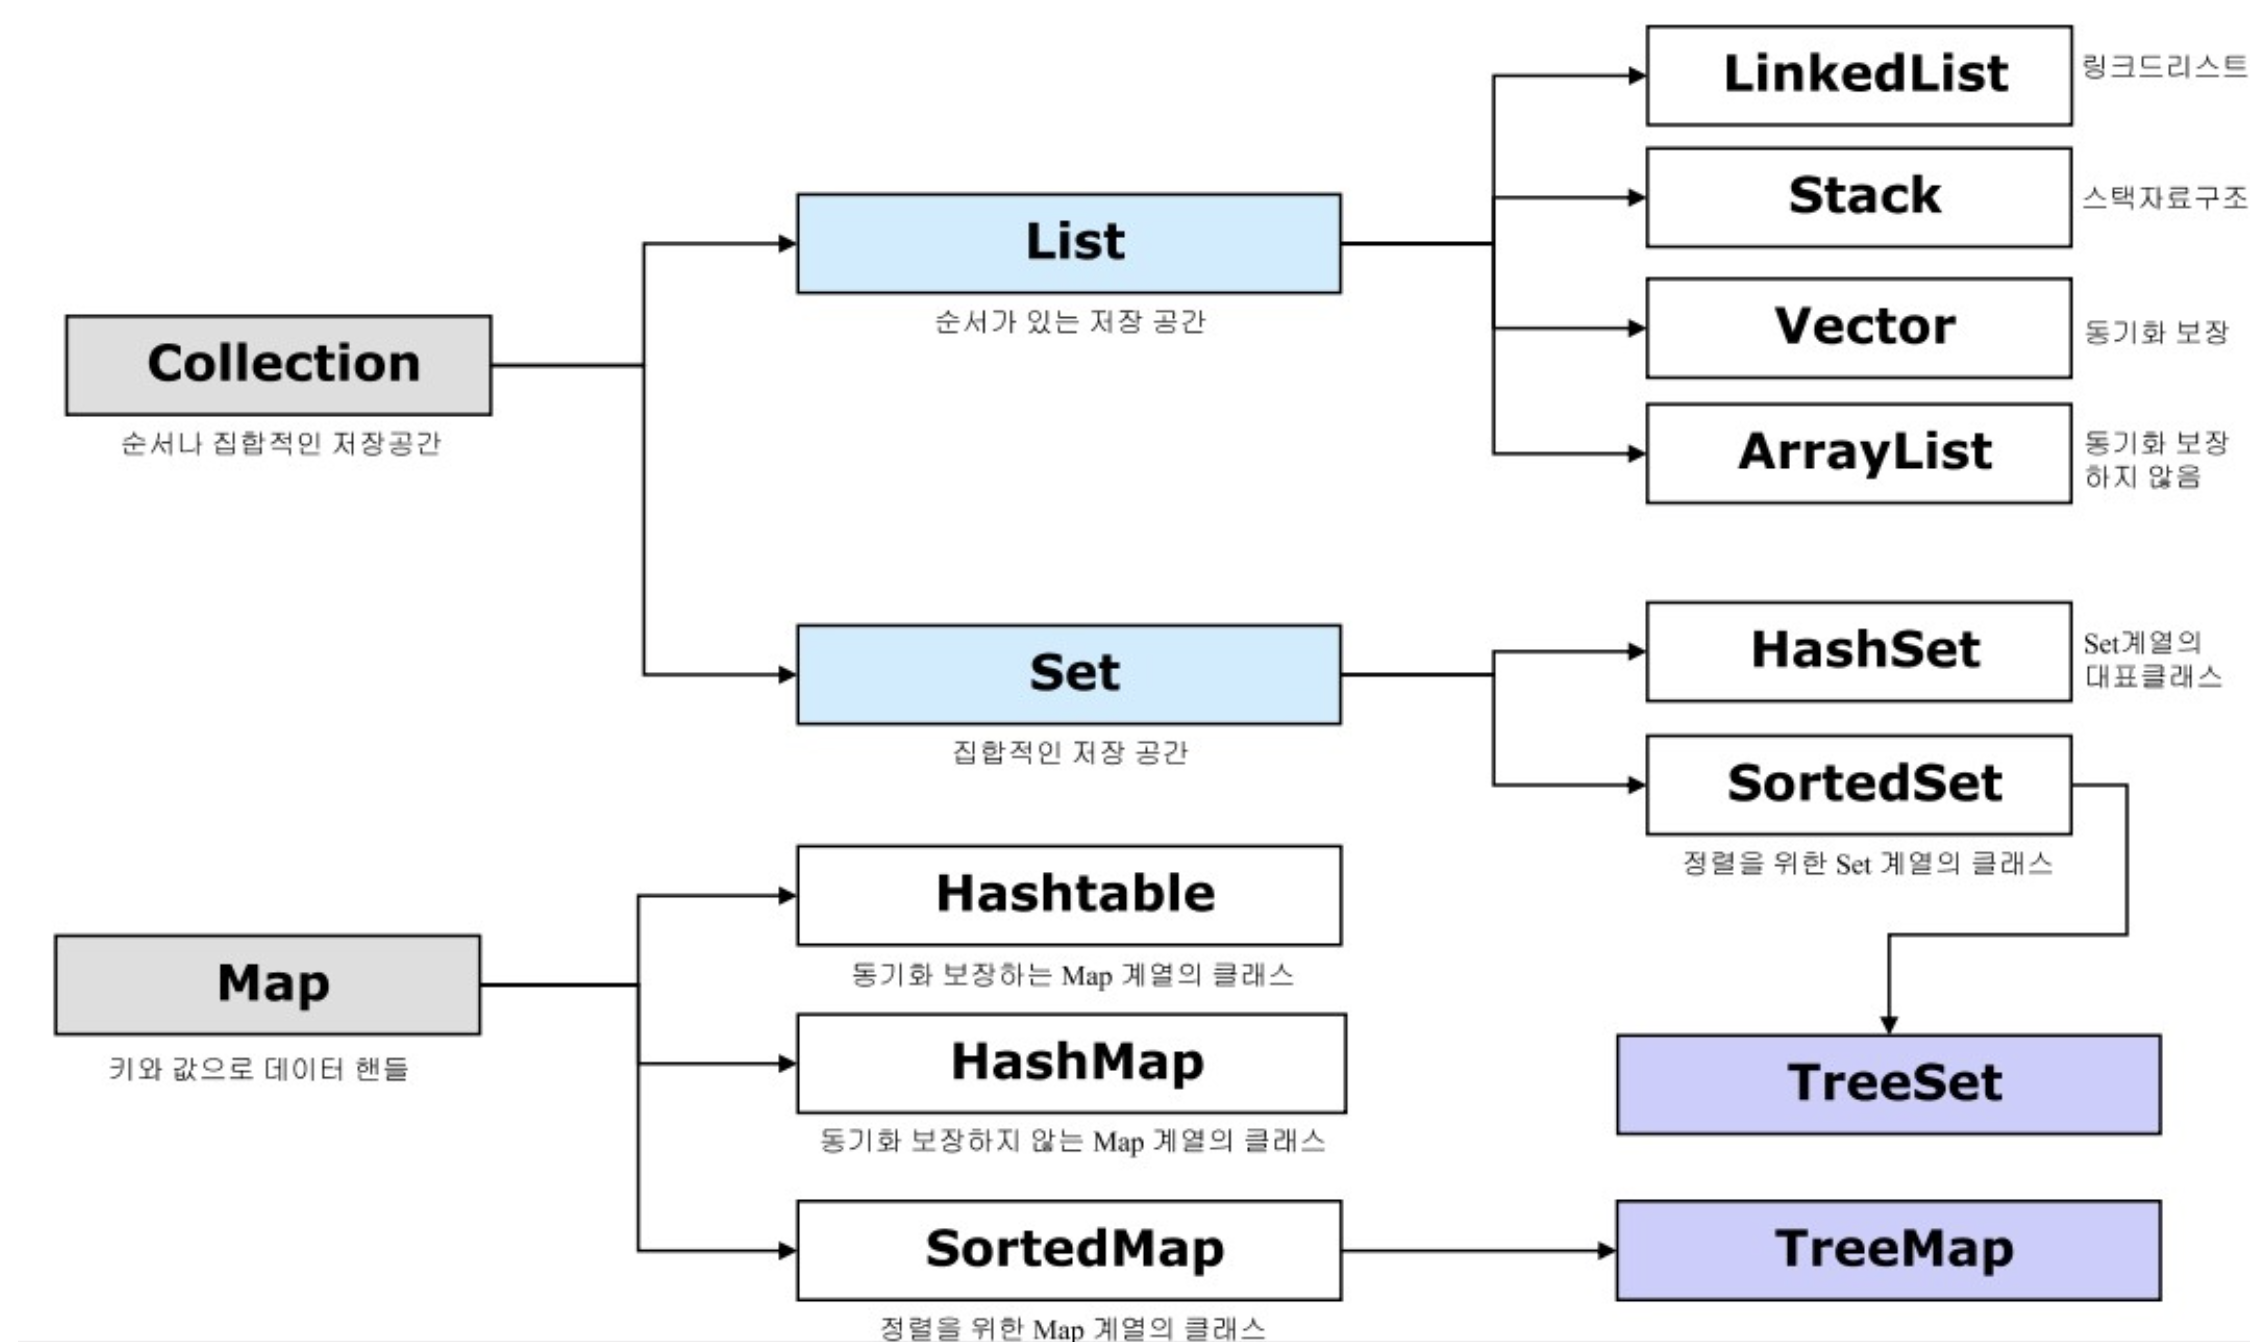 LinkedList
링크드리스트
Stack
스택자료구조
List
순서가 있는 저장 공간
Vector
동기화 보장
Collection
순서나 집합적인 저장공간
ArrayList
동기화 보장
하지 않음
Set
집합적인 저장 공간
HashSet
Set계열의
대표클래스
SortedSet
정렬을 위한 Set 계열의 클래스
Hashtable
동기화 보장하는 Map 계열의 클래스
Map
키와 값으로 데이터 핸들
HashMap
동기화 보장하지 않는 Map 계열의 클래스
TreeSet
SortedMap
정렬을 위한 Map 계열의 클래스
TreeMap